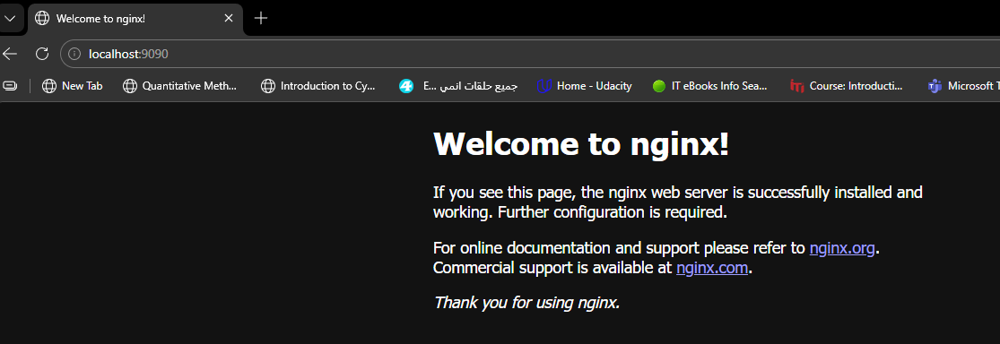 Welcome to nginx!
localhost:9090
New Tab
Quantitative Meth...
Introduction to Cy...
جميع حلقات انمي E...
Home - Udacity
IT eBooks Info Sea...
Course: Introducti...
Microsoft T
Welcome to nginx!
If you see this page, the nginx web server is successfully installed and
working. Further configuration is required.
For online documentation and support please refer to nginx.org.
Commercial support is available at nginx.com.
Thank you for using nginx.